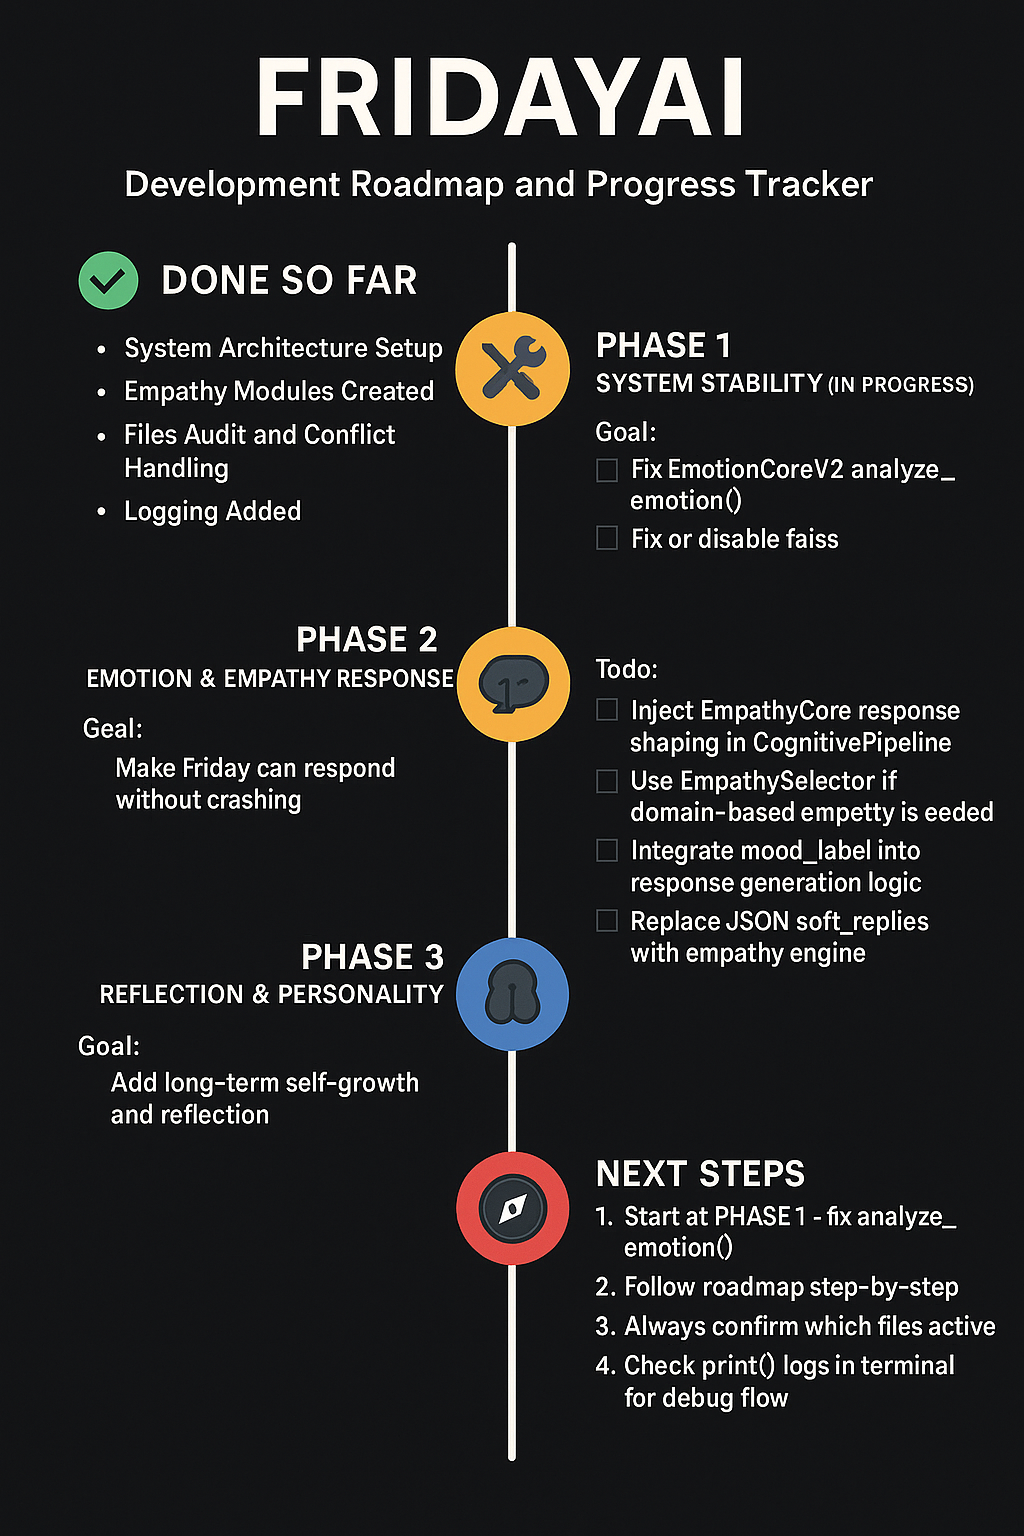 FRIDAYAI
Development Roadmap and Progress Tracker
DONE SO FAR
• System Architecture Setup
• Empathy Modules Created
• Files Audit and Conflict
Handling
• Logging Added
PHASE 1
SYSTEM STABILITY (IN PROGRESS)
Goal:
Fix EmotionCoreV2 analyze_
emotion()
Fix or disable faiss
PHASE 2
EMOTION & EMPATHY RESPONSE
Geal:
Make Friday can respond
without crashing
Todo:
Inject EmpathyCore response
shaping in CognitivePipeline
Use EmpathySelector if
domain-based empetty is eeded
Integrate mood_label into
response generation logic
Replace JSON soft_replies
with empathy engine
PHASE 3
REFLECTION & PERSONALITY
Goal:
Add long-term self-growth
and reflection
NEXT STEPS
1. Start at PHASE 1 - fix analyze_
emotion()
2. Follow roadmap step-by-step
3. Always confirm which files active
4. Check print() logs in terminal
for debug flow